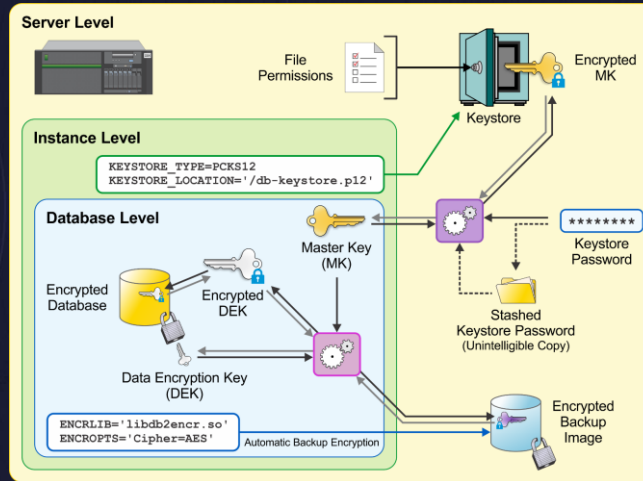 Server Level
File
Permissions
Encrypted
MK
Keystore
Instance Level
KEYSTORE_TYPE=PCKS12
KEYSTORE_LOCATION='/db-keystore.p12'
Database Level
Master Key
(MK)
********
Keystore
Password
Encrypted
Database
Encrypted
DEK
Stashed
Keystore Password
(Unintelligible Copy)
Data Encryption Key
(DEK)
ENCRLIB='libdb2encr.so'
ENCROPTS='Cipher=AES'
Automatic Backup Encryption
Encrypted
Backup
Image